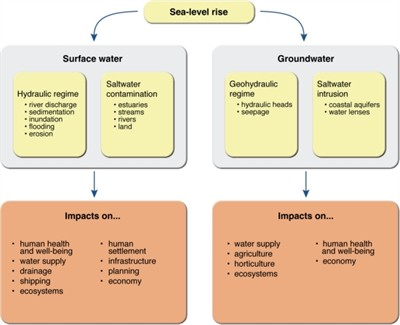 Sea-level rise
Surface water
Hydraulic regime
• river discharge
• sedimentation
• inundation
• flooding
• erosion
Saltwater
contamination
• estuaries
• streams
• rivers
• land
Groundwater
Geohydraulic
regime
• hydraulic heads
• seepage
Saltwater
intrusion
• coastal aquifers
• water lenses
Impacts on...
• human health
and well-being
• water supply
• drainage
• shipping
• ecosystems
• human
settlement
• infrastructure
• planning
• economy
Impacts on...
• water supply
• agriculture
• horticulture
• ecosystems
• human health
and well-being
• economy